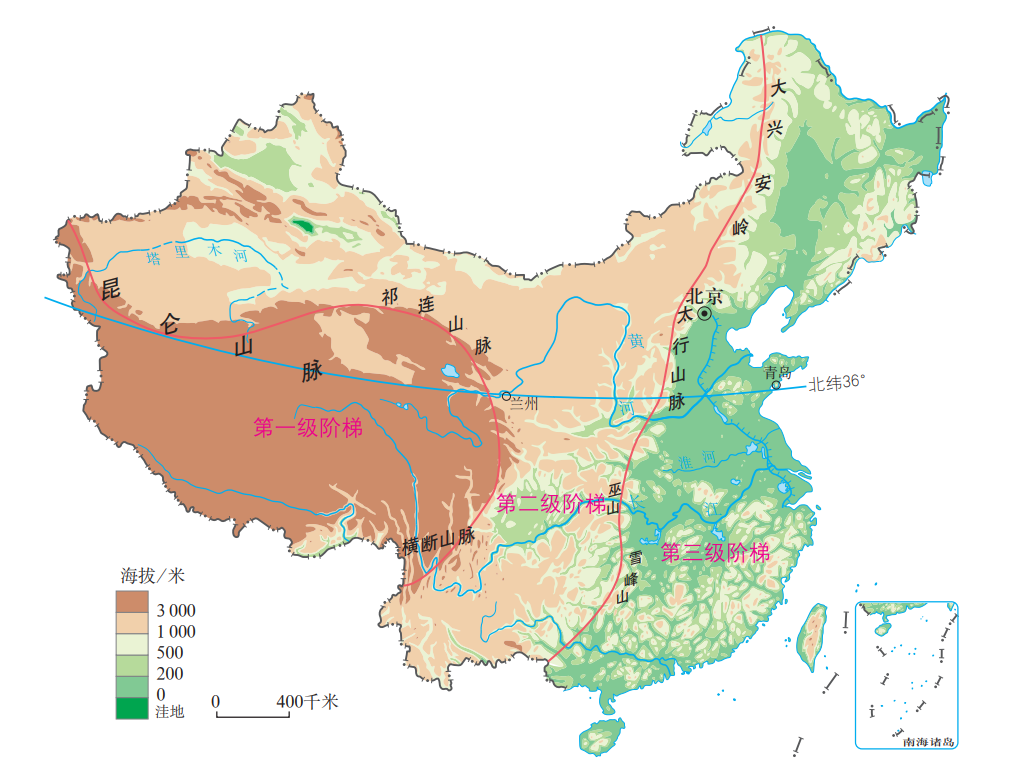 大
兴
安
岭
塔里木河
昆
仑
山
脉
祁
连
山
脉
北京
太
行
山
脉
黄
河
青岛
北纬36°
兰州
第一级阶梯
淮河
第二级阶梯
巫
山
长
江
横断山脉
第三级阶梯
雪
峰
山
海拔/米
3 000
1 000
500
200
0
洼地
0 400千米
南海诸岛